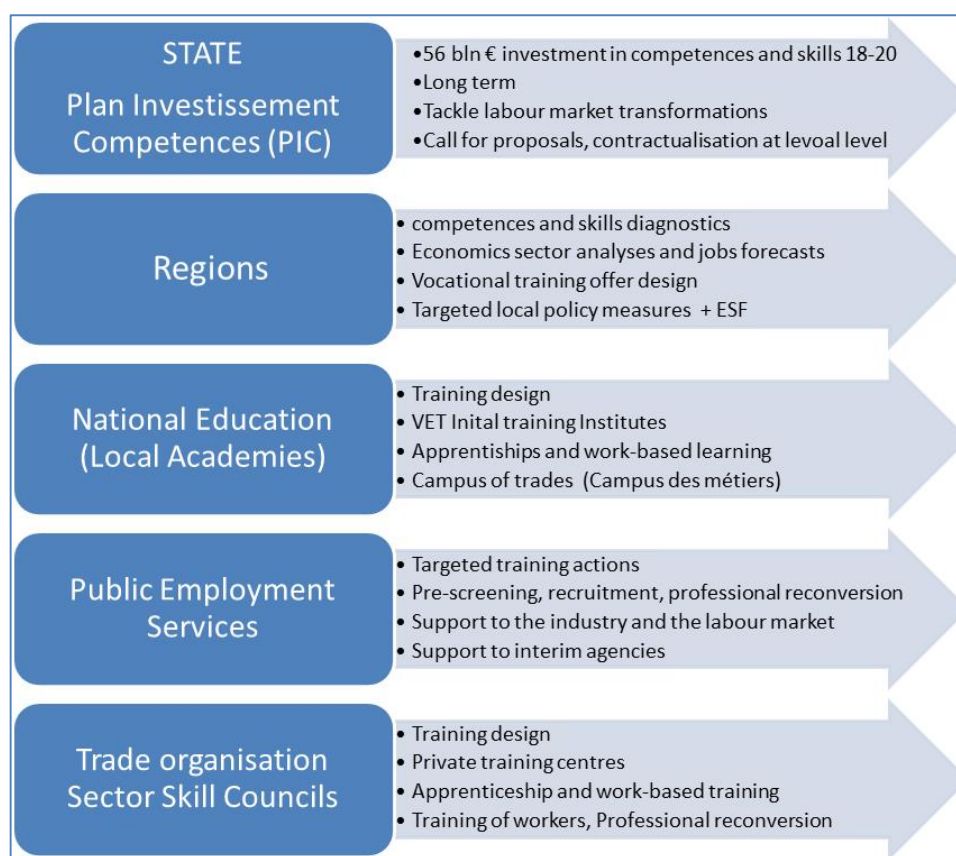 STATE
Plan Investissement
Competences (PIC)
•56 bln € investment in competences and skills 18-20
•Long term
•Tackle labour market transformations
•Call for proposals, contractualisation at levoal level
Regions
• competences and skills diagnostics
• Economics sector analyses and jobs forecasts
• Vocational training offer design
• Targeted local policy measures + ESF
National Education
(Local Academies)
• Training design
• VET Inital training Institutes
• Apprentiships and work-based learning
• Campus of trades (Campus des métiers)
Public Employment
Services
• Targeted training actions
• Pre-screening, recruitment, professional reconversion
• Support to the industry and the labour market
• Support to interim agencies
Trade organisation
Sector Skill Councils
• Training design
• Private training centres
• Apprenticeship and work-based training
• Training of workers, Professional reconversion